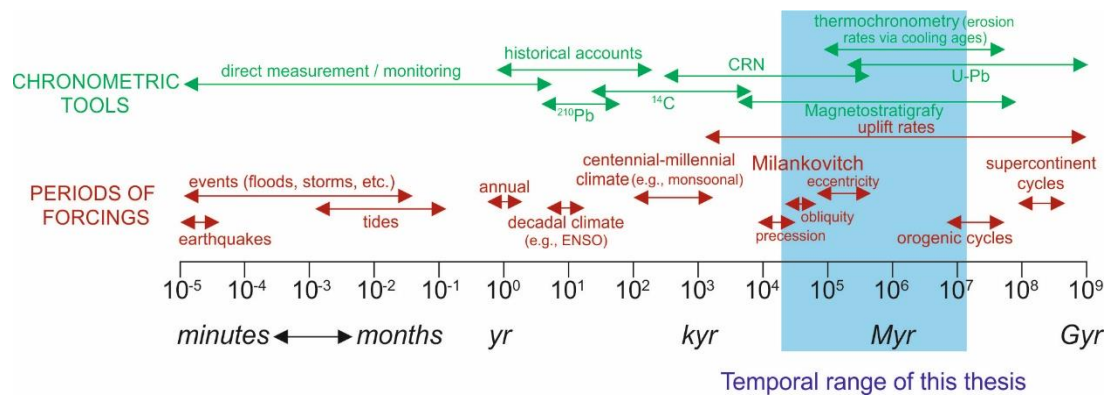 thermochronometry (erosion
rates via cooling ages)
historical accounts
direct measurement / monitoring
CRN
U-Pb
CHRONOMETRIC
TOOLS
²¹⁰Pb
¹⁴C
Magnetostratigrafy
uplift rates
centennial-millennial
climate (e.g., monsoonal)
Milankovitch
supercontinent
cycles
events (floods, storms, etc.)
annual
eccentricity
PERIODS OF
FORCINGS
tides
decadal climate
(e.g., ENSO)
obliquity
earthquakes
precession
orogenic cycles
10⁻⁵ 10⁻⁴ 10⁻³ 10⁻² 10⁻¹ 10⁰ 10¹ 10² 10³ 10⁴ 10⁵ 10⁶ 10⁷ 10⁸ 10⁹
minutes months yr kyr Myr Gyr
Temporal range of this thesis